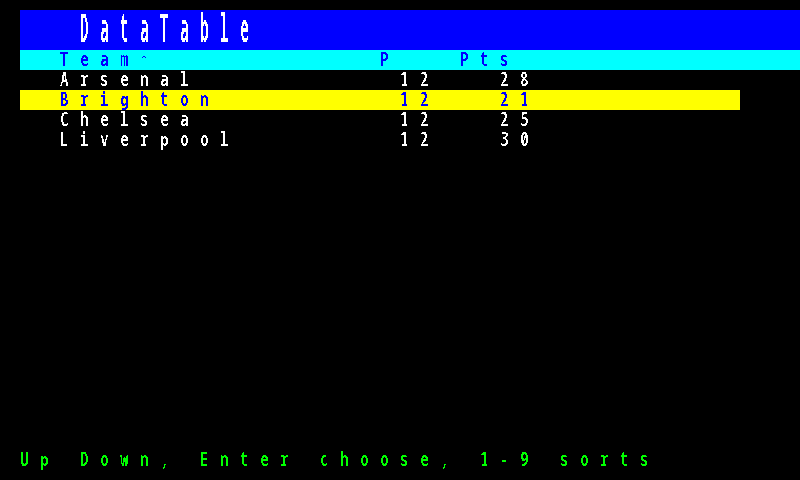 DataTable
Team^ P Pts
Arsenal 12 28
Brighton 12 21
Chelsea 12 25
Liverpool 12 30
Up Down, Enter choose, 1-9 sorts